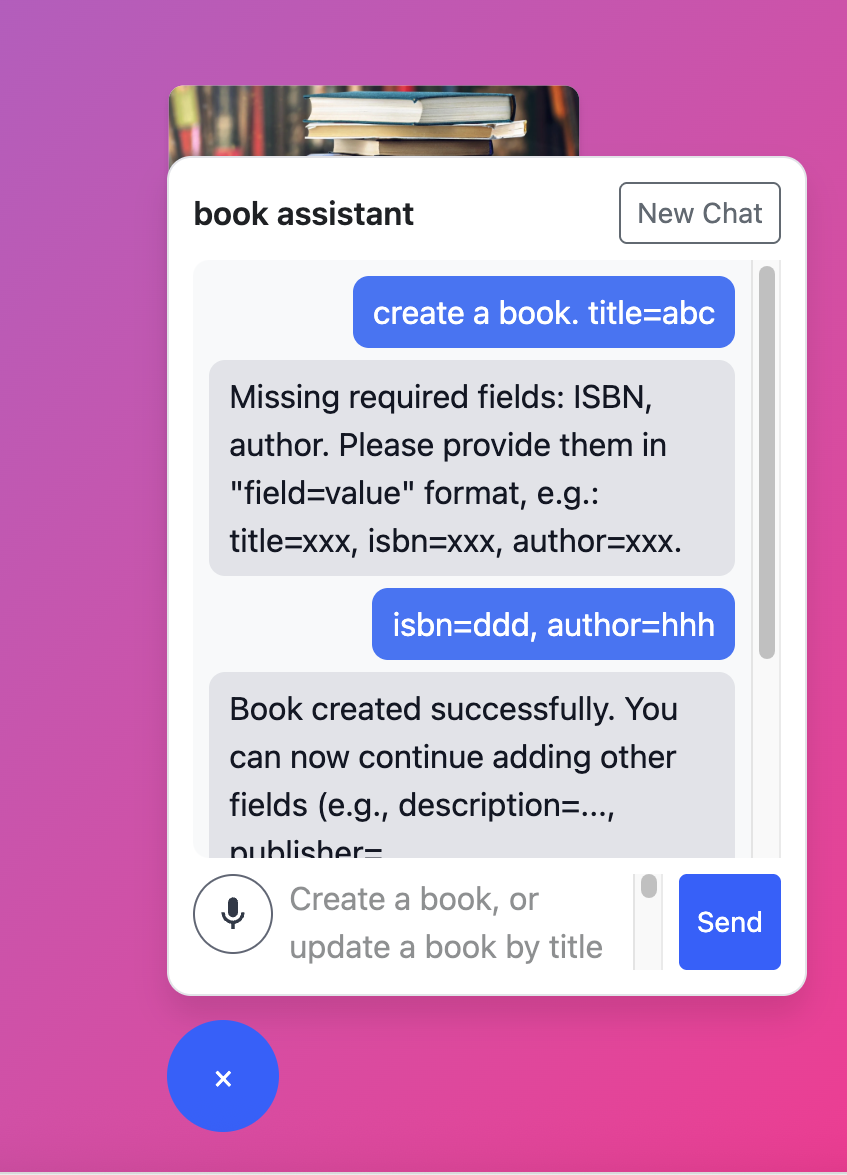 book assistant
New Chat
create a book. title=abc
Missing required fields: ISBN,
author. Please provide them in
"field=value" format, e.g.:
title=xxx, isbn=xxx, author=xxx.
isbn=ddd, author=hhh
Book created successfully. You
can now continue adding other
fields (e.g., description=...,
publisher=
Create a book, or
update a book by title
Send
×